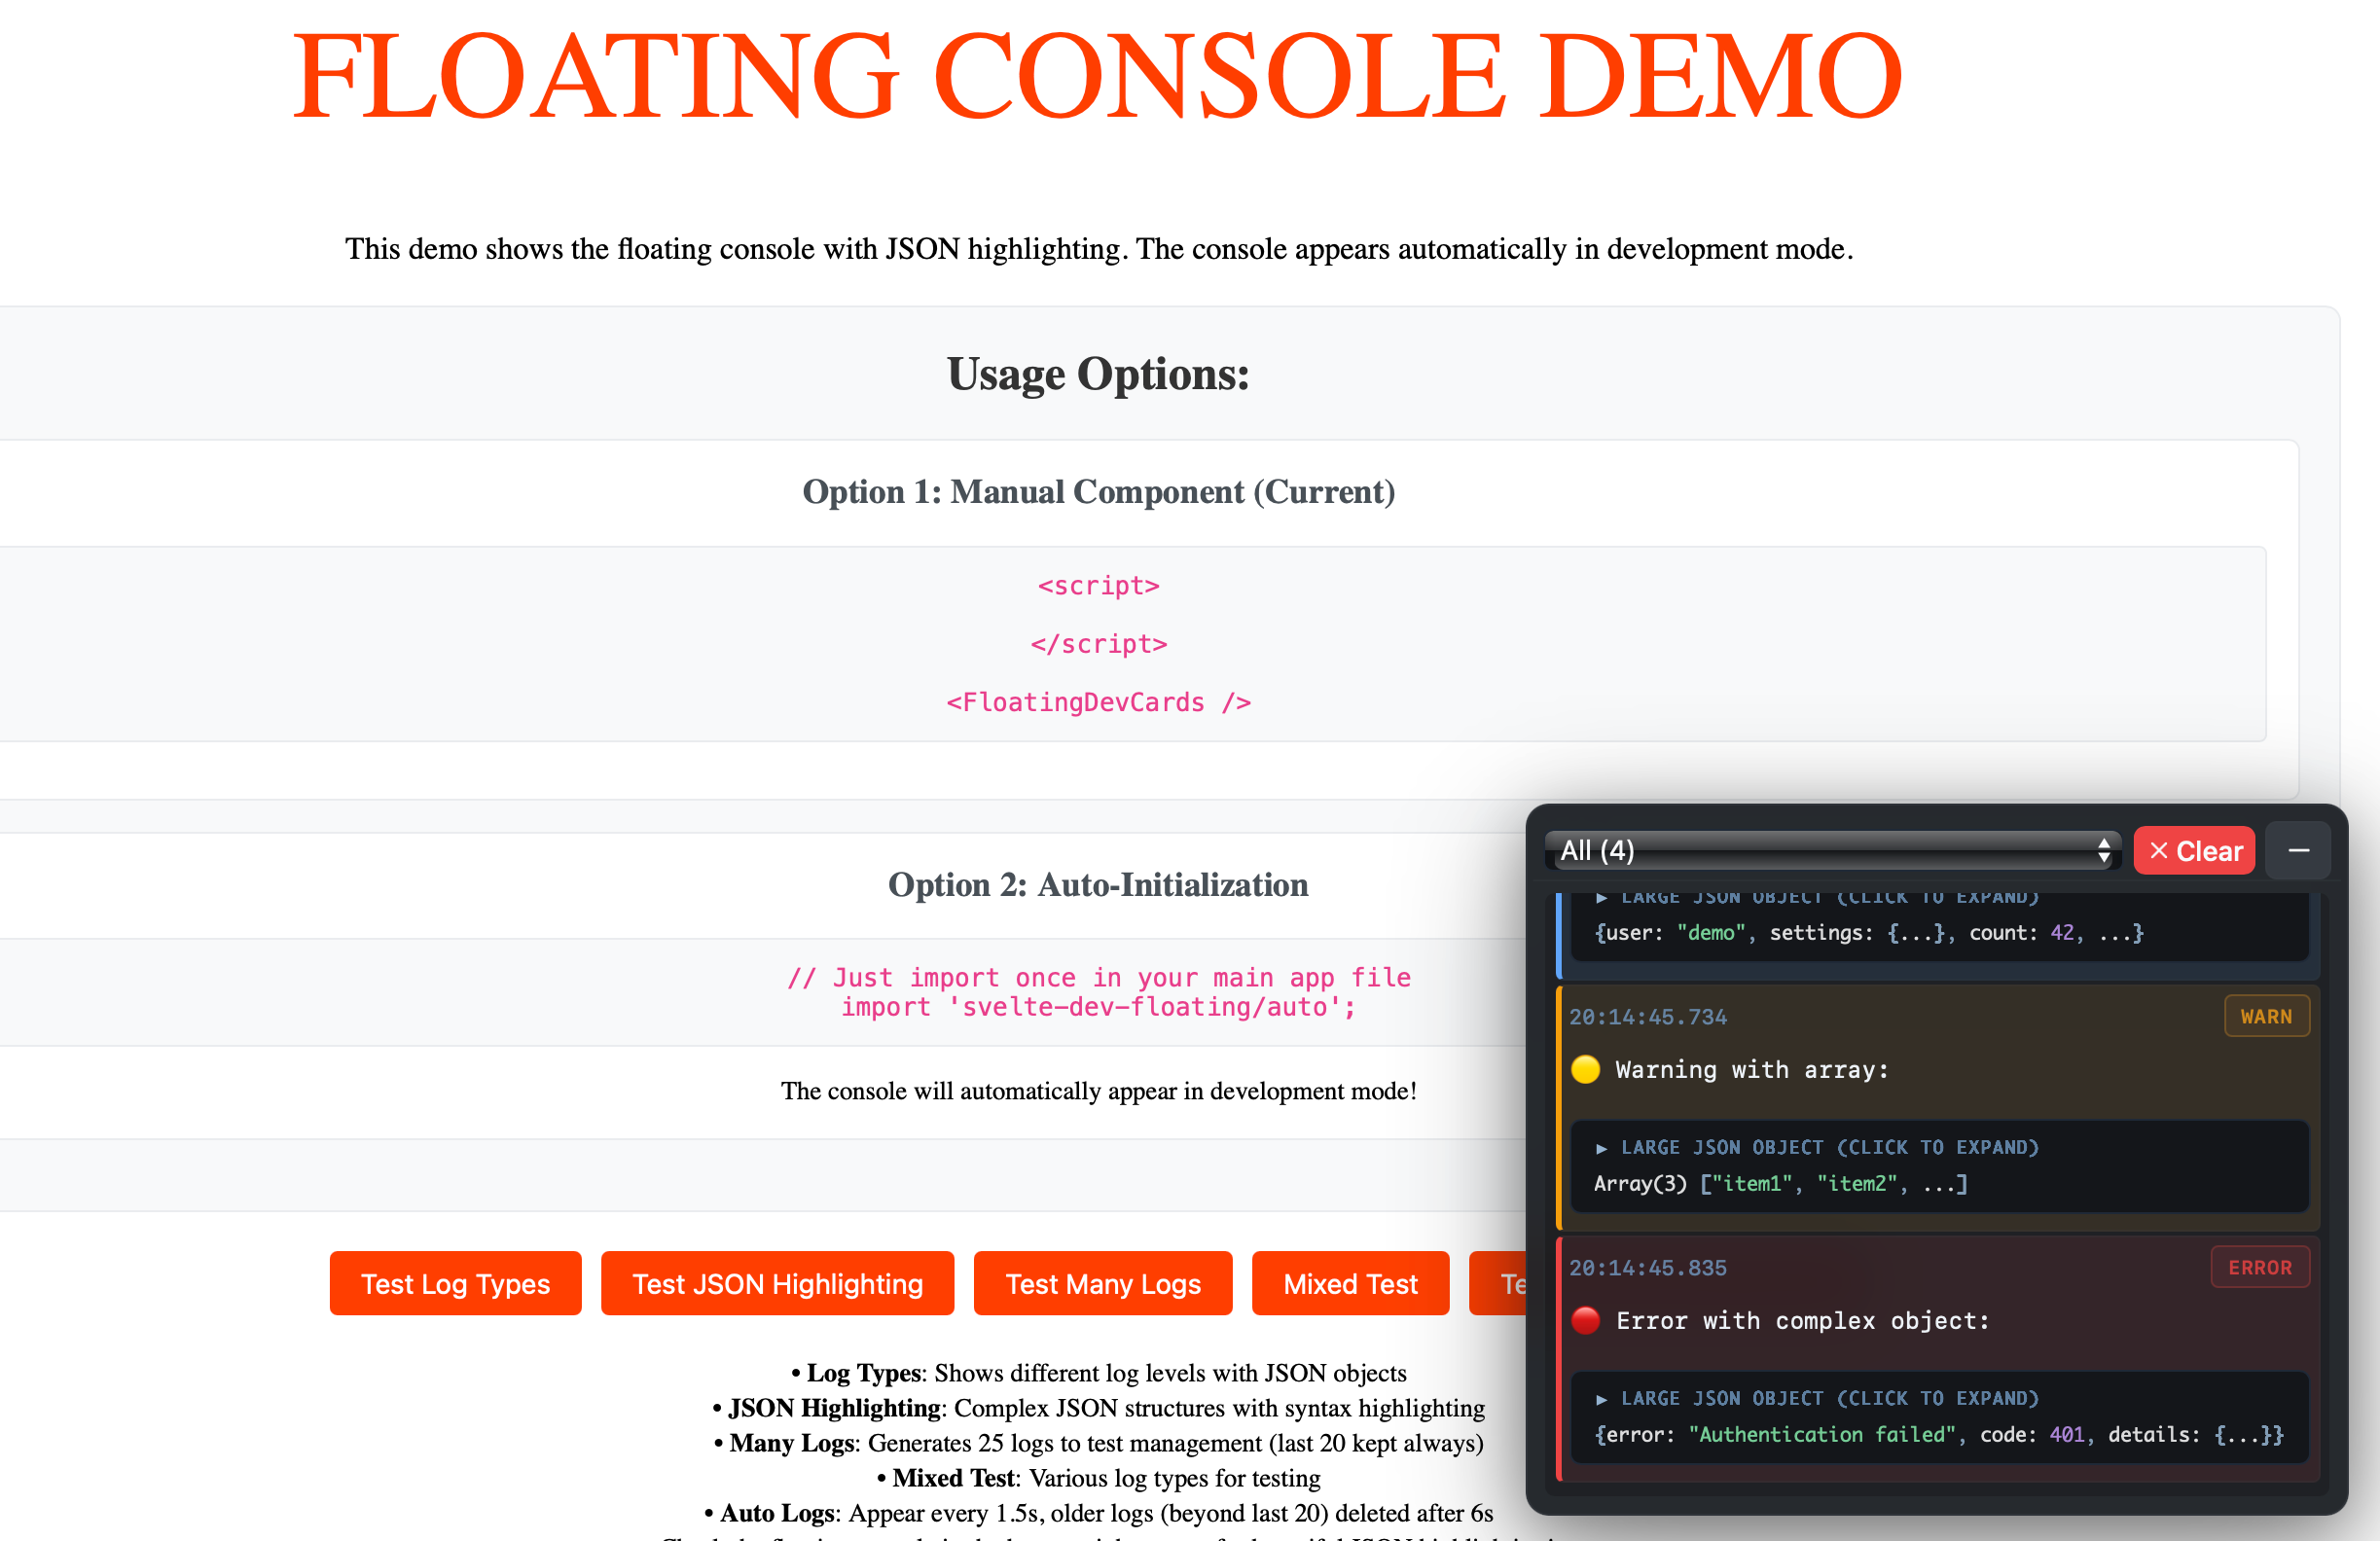 FLOATING CONSOLE DEMO
This demo shows the floating console with JSON highlighting. The console appears automatically in development mode.
Usage Options:
Option 1: Manual Component (Current)
<script>
</script>
<FloatingDevCards />
Option 2: Auto-Initialization
// Just import once in your main app file
import 'svelte-dev-floating/auto';
The console will automatically appear in development mode!
Test Log Types
Test JSON Highlighting
Test Many Logs
Mixed Test
• Log Types: Shows different log levels with JSON objects
• JSON Highlighting: Complex JSON structures with syntax highlighting
• Many Logs: Generates 25 logs to test management (last 20 kept always)
• Mixed Test: Various log types for testing
• Auto Logs: Appear every 1.5s, older logs (beyond last 20) deleted after 6s
All (4)
× Clear
−
▶ LARGE JSON OBJECT (CLICK TO EXPAND)
{user: "demo", settings: {...}, count: 42, ...}
20:14:45.734
WARN
🟡 Warning with array:
▶ LARGE JSON OBJECT (CLICK TO EXPAND)
Array(3) ["item1", "item2", ...]
20:14:45.835
ERROR
🔴 Error with complex object:
▶ LARGE JSON OBJECT (CLICK TO EXPAND)
{error: "Authentication failed", code: 401, details: {...}}